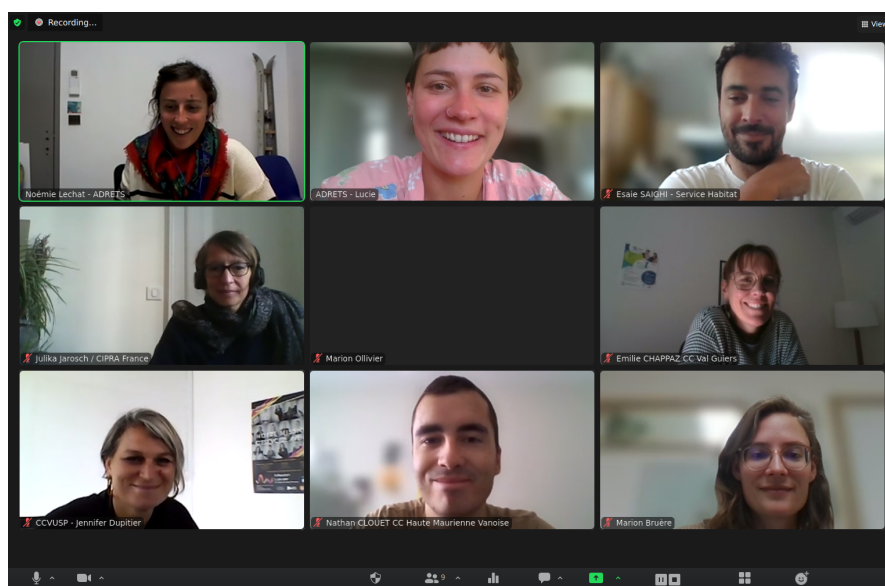 Recording...
View
Noémie Lechat - ADRETS
ADRETS - Lucie
Esaie SAIGHI - Service Habitat
Julika Jarosch / CIPRA France
Marion Ollivier
Emilie CHAPPAZ CC Val Guiers
CCVUSP - Jennifer Dupitier
Nathan CLOUET CC Haute Maurienne Vanoise
Marion Bruère
9